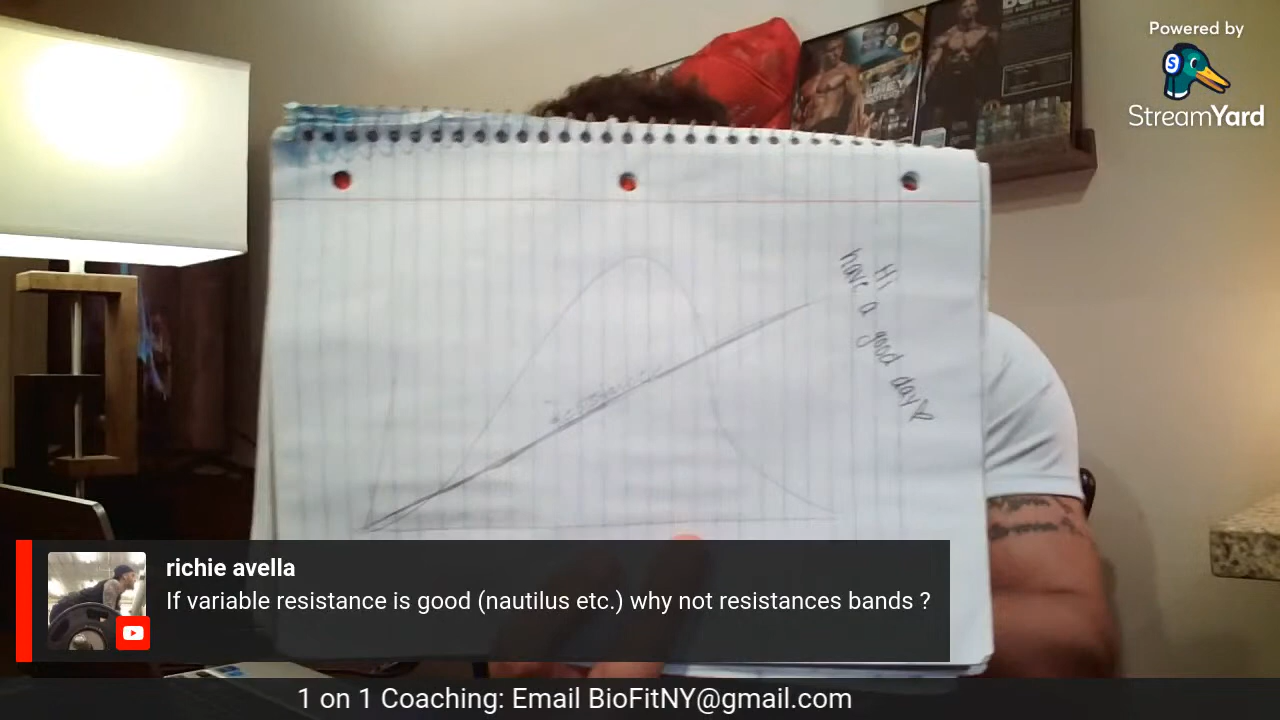 Powered by
StreamYard
Hi
have a good day
richie avella
If variable resistance is good (nautilus etc.) why not resistances bands ?
1 on 1 Coaching: Email BioFitNY@gmail.com